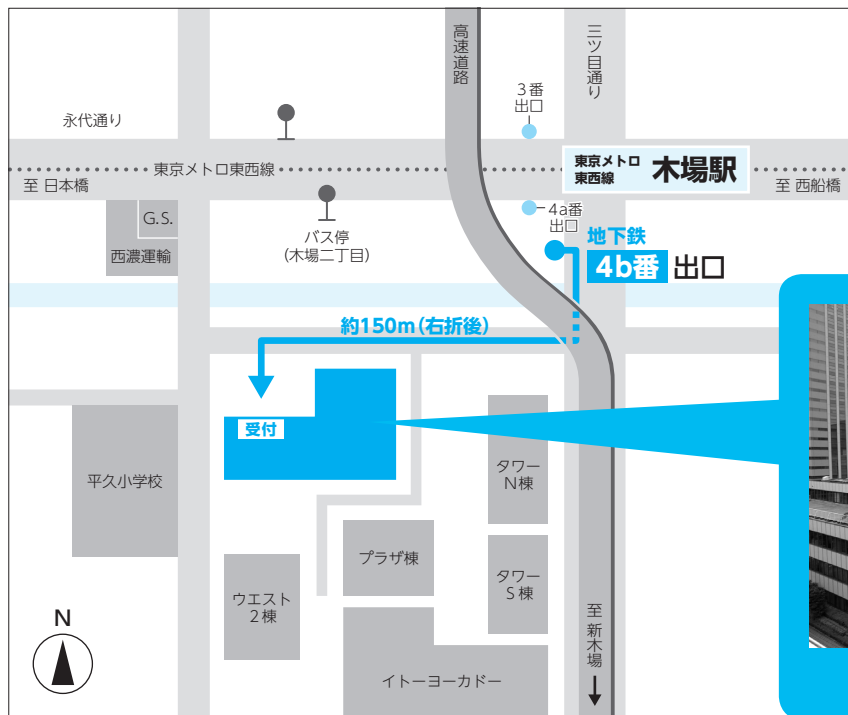 高速道路
三ツ目通り
3番
出口
永代通り
東京メトロ東西線
東京メトロ
東西線
木場駅
至 日本橋
至 西船橋
G.S.
西濃運輸
バス停
(木場二丁目)
4a番
出口
地下鉄
4b番 出口
約150m(右折後)
受付
平久小学校
タワー
N棟
プラザ棟
タワー
S棟
ウエスト
2棟
イトーヨーカドー
至 新木場
N